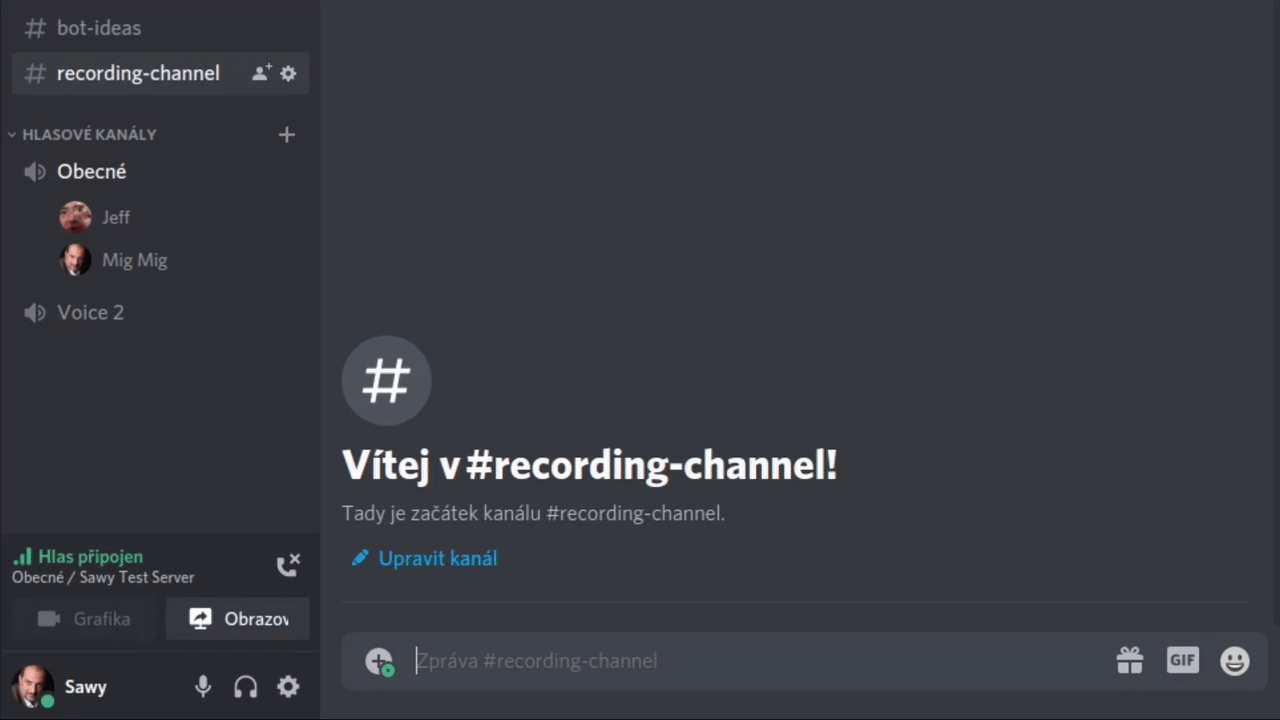 bot-ideas
recording-channel
HLASOVÉ KANÁLY
Obecné
Jeff
Mig Mig
Voice 2
Hlas připojen
Obecné / Sawy Test Server
Grafika
Obrazov
Sawy
Vítej v #recording-channel!
Tady je začátek kanálu #recording-channel.
Upravit kanál
Zpráva #recording-channel
GIF